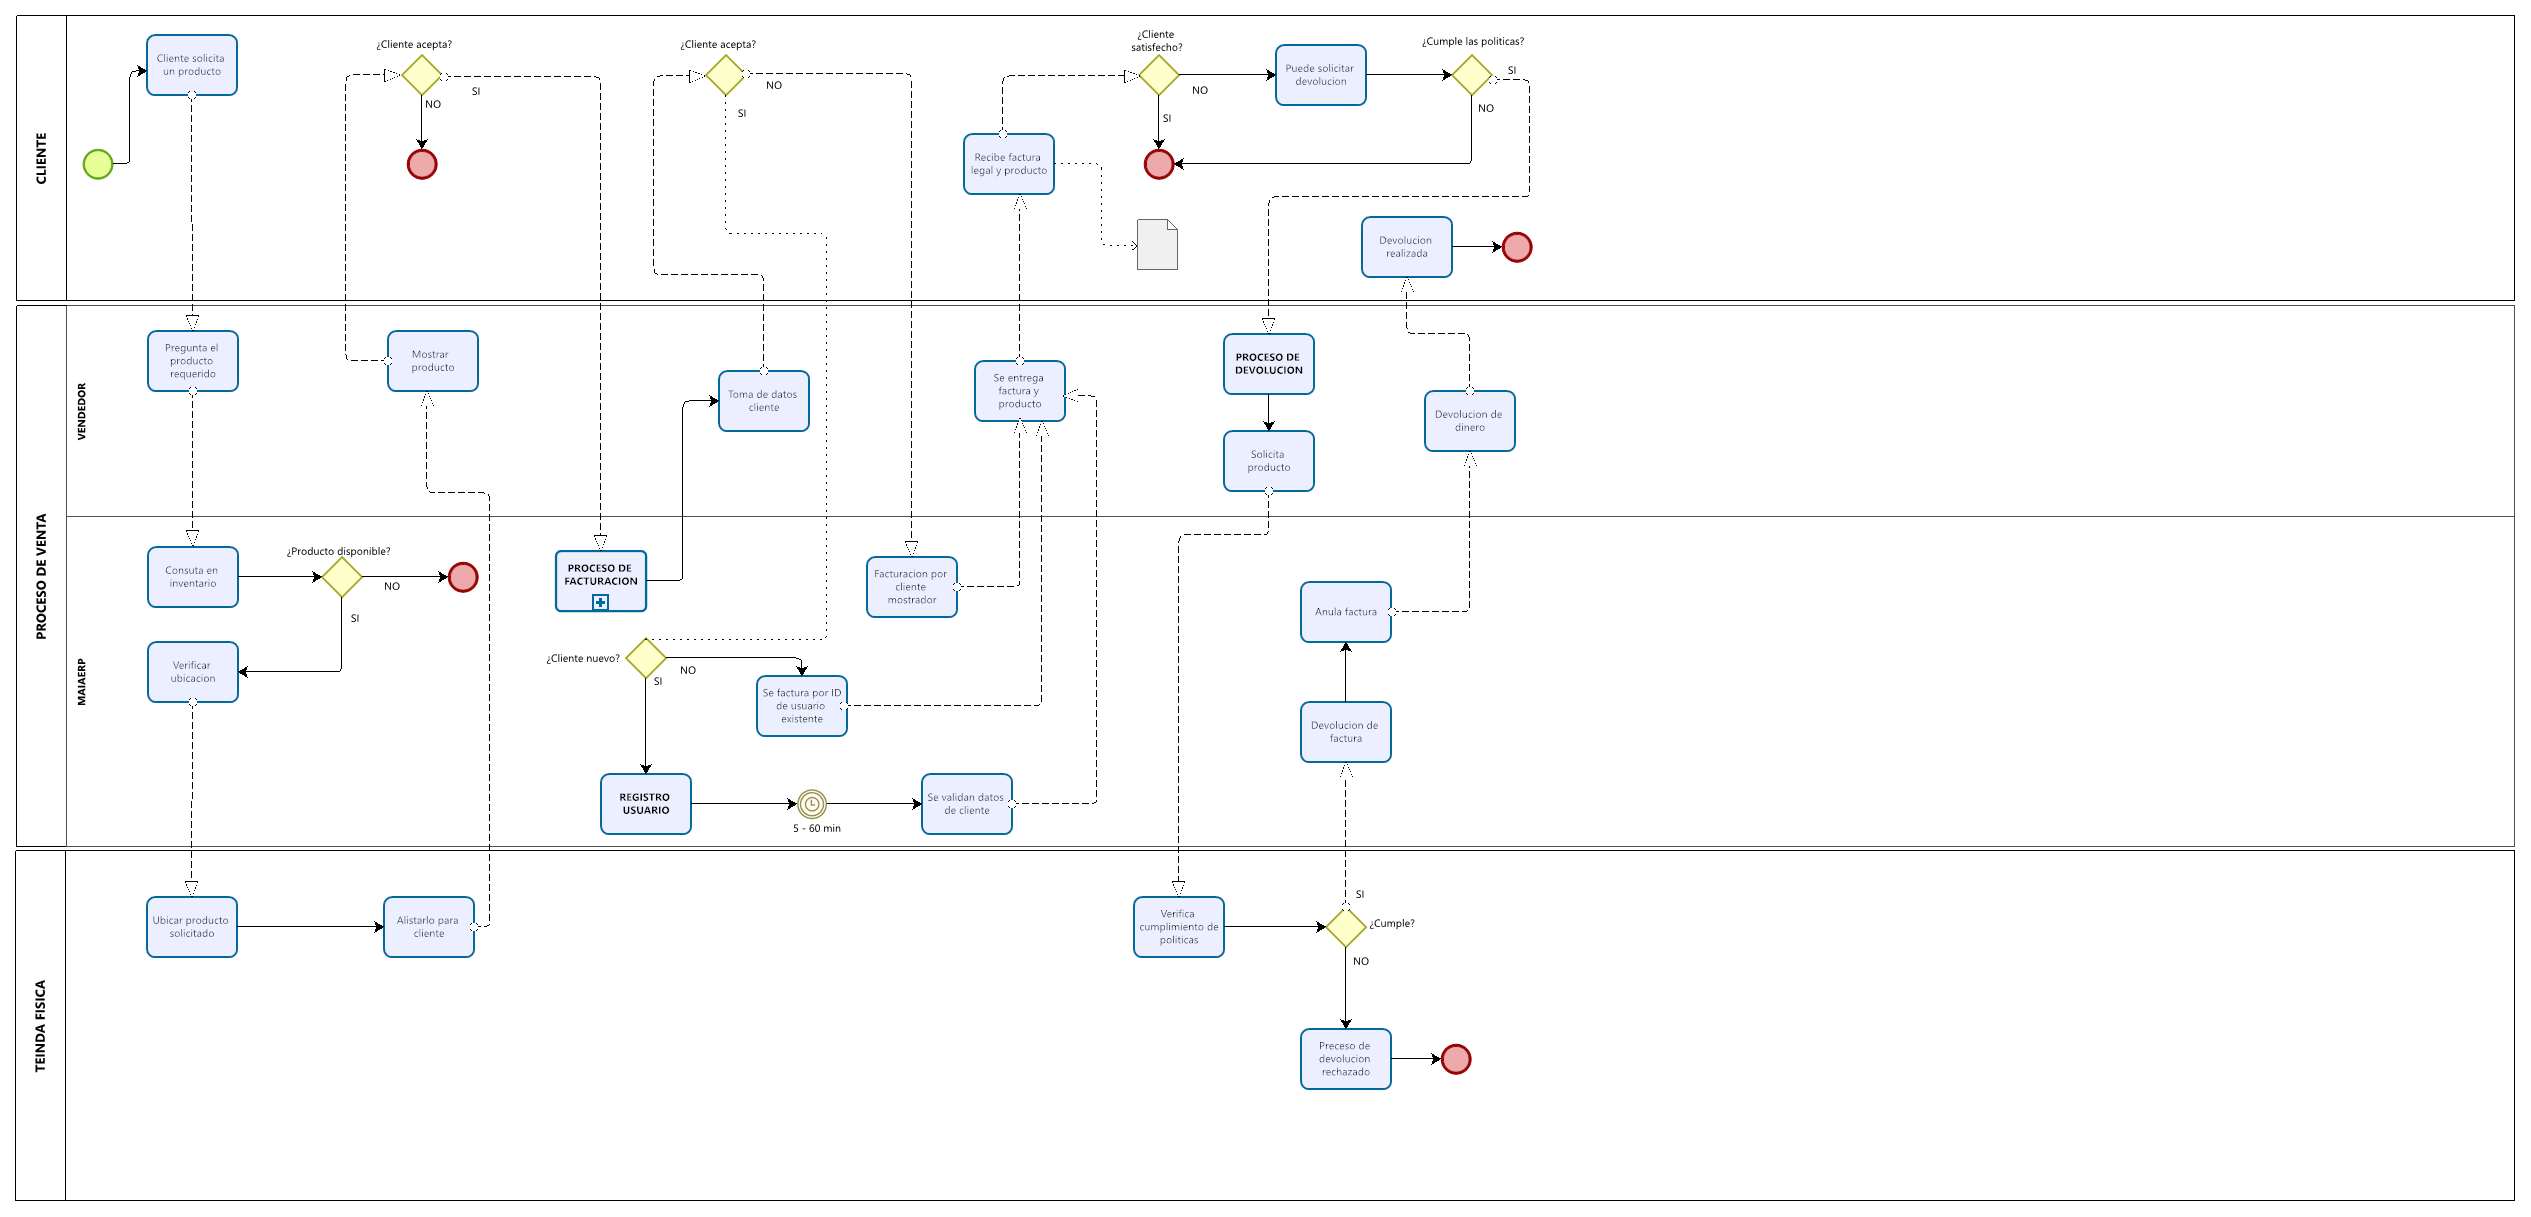 CLIENTE
Cliente solicita
un producto
¿Cliente acepta?
NO
SI
¿Cliente acepta?
NO
SI
Recibe factura
legal y producto
¿Cliente
satisfecho?
NO
SI
Puede solicitar
devolucion
¿Cumple las politicas?
SI
NO
Devolucion
realizada
PROCESO DE VENTA
VENDEDOR
Pregunta el
producto
requerido
Mostrar
producto
Toma de datos
cliente
Se entrega
factura y
producto
PROCESO DE
DEVOLUCION
Solicita
producto
Devolucion de
dinero
MAIAERP
Consuta en
inventario
¿Producto disponible?
NO
SI
Verificar
ubicacion
PROCESO DE
FACTURACION
Facturacion por
cliente
mostrador
¿Cliente nuevo?
NO
SI
Se factura por ID
de usuario
existente
REGISTRO
USUARIO
5 - 60 min
Se validan datos
de cliente
Anula factura
Devolucion de
factura
TEINDA FISICA
Ubicar producto
solicitado
Alistarlo para
cliente
Verifica
cumplimiento de
politicas
SI
¿Cumple?
NO
Preceso de
devolucion
rechazado